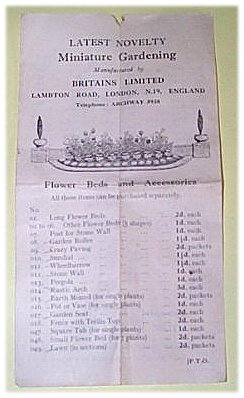 LATEST NOVELTY
Miniature Gardening
Manufactured by
BRITAINS LIMITED
LAMBTON ROAD, LONDON, N.19, ENGLAND
Telephone: ARCHWAY
Flower Beds and Accessories
All these items can be purchased separately.
No.
Long Flower Beds 2d. each
Other Flower Beds (3 shapes) 1d. each
Post for Stone Wall 1d. each
Garden Roller 1½d. each
Crazy Paving 2d. packets
Sundial 1½d. each
Wheelbarrow 1½d. each
Stone Wall 1d. each
Pergola 1d. each
Rustic Arch 3d. each
Earth Mound (for single plants) 2d. packets
Pot or Vase (for single plants) 1d. each
Garden Seat 2d. each
Fence with Trellis Top each
Square Tub (for single plants) 1d. each
Small Flower Bed (for 2 plants) 2d. packets
Lawn (in sections) 2d. packets
[P.T.O.